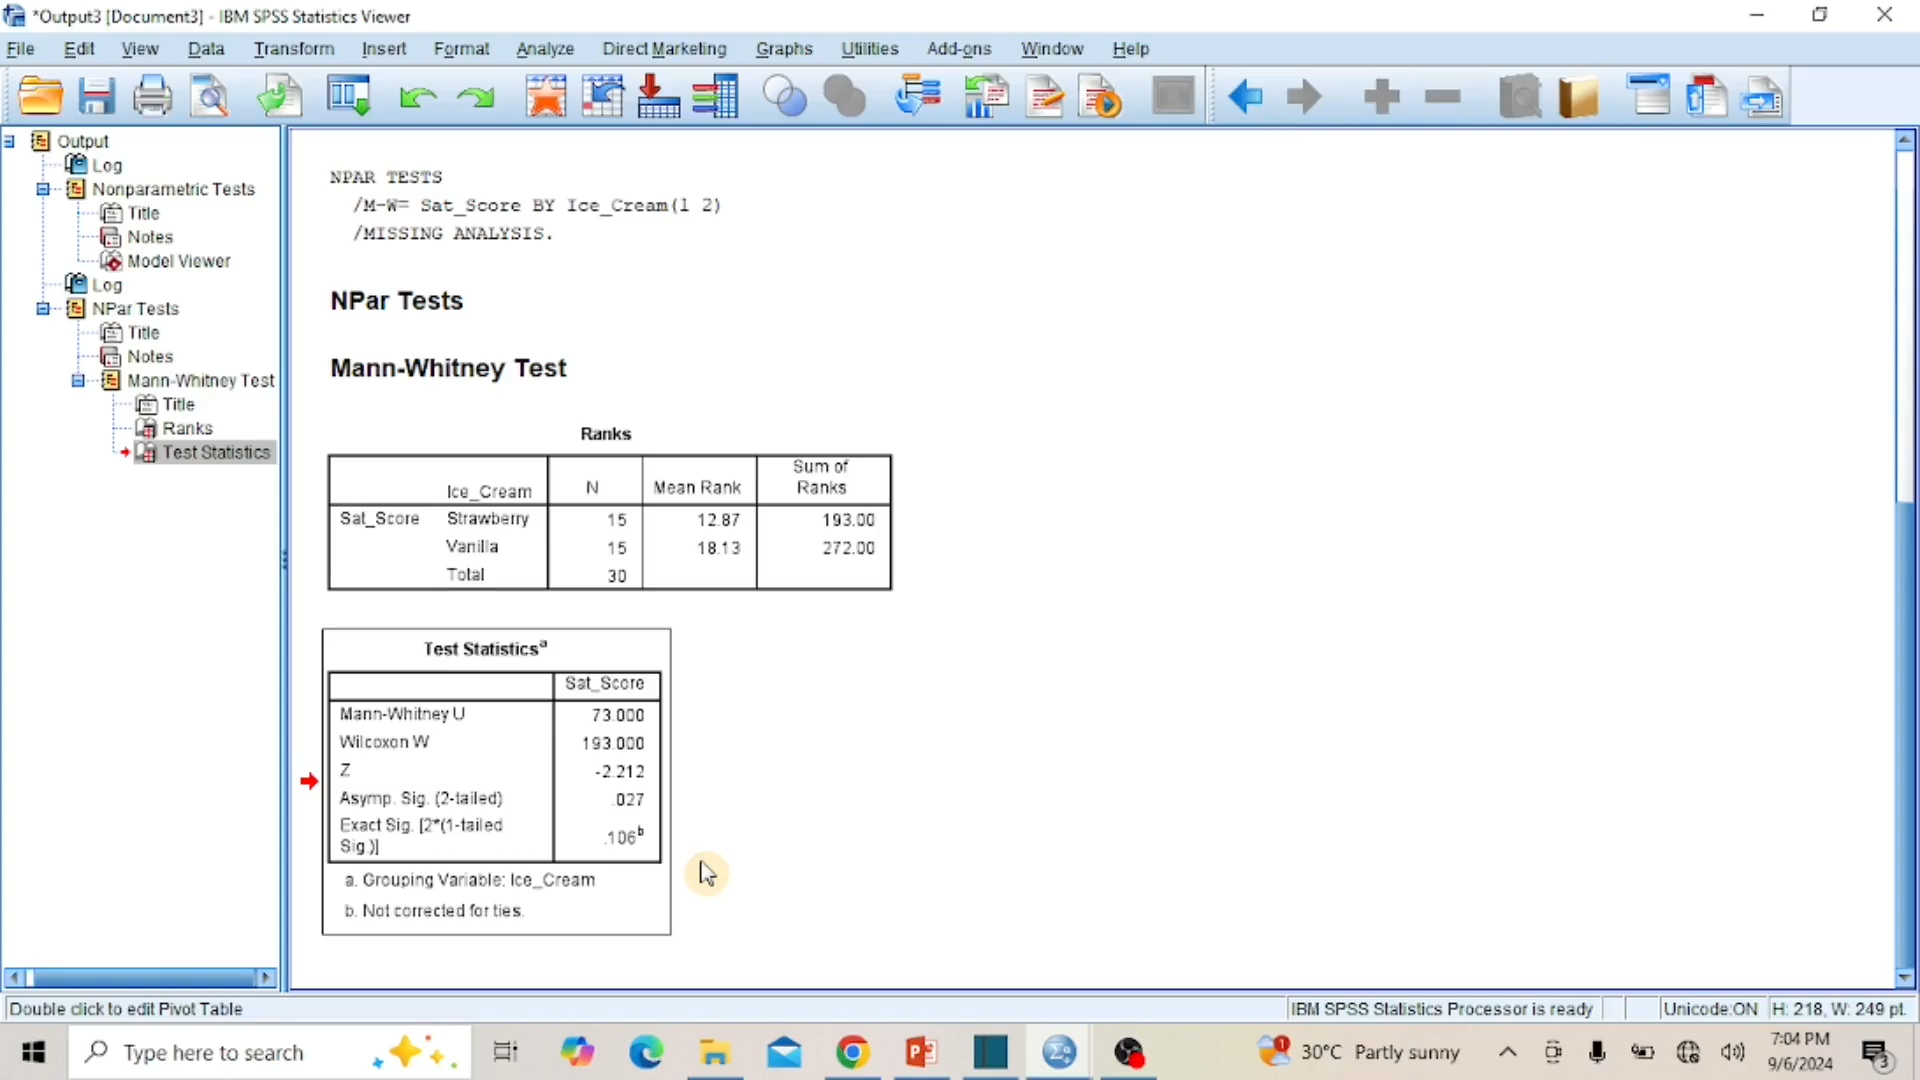 *Output3 [Document3] - IBM SPSS Statistics Viewer
File Edit View Data Transform Insert Format Analyze Direct Marketing Graphs Utilities Add-ons Window Help
Output
Log
Nonparametric Tests
Title
Notes
Model Viewer
Log
NPar Tests
Title
Notes
Mann-Whitney Test
Title
Ranks
Test Statistics
NPAR TESTS
/M-W= Sat_Score BY Ice_Cream(1 2)
/MISSING ANALYSIS.
NPar Tests
Mann-Whitney Test
Ranks
Ice_Cream N Mean Rank Sum of Ranks
Sat_Score Strawberry 15 12.87 193.00
Vanilla 15 18.13 272.00
Total 30
Test Statisticsa
Sat_Score
Mann-Whitney U 73.000
Wilcoxon W 193.000
Z -2.212
Asymp. Sig. (2-tailed) .027
Exact Sig. [2*(1-tailed Sig.)] .106b
a. Grouping Variable: Ice_Cream
b. Not corrected for ties.
Double click to edit Pivot Table IBM SPSS Statistics Processor is ready Unicode:ON H: 218, W: 249 pt.
Type here to search 30°C Partly sunny 7:04 PM
9/6/2024